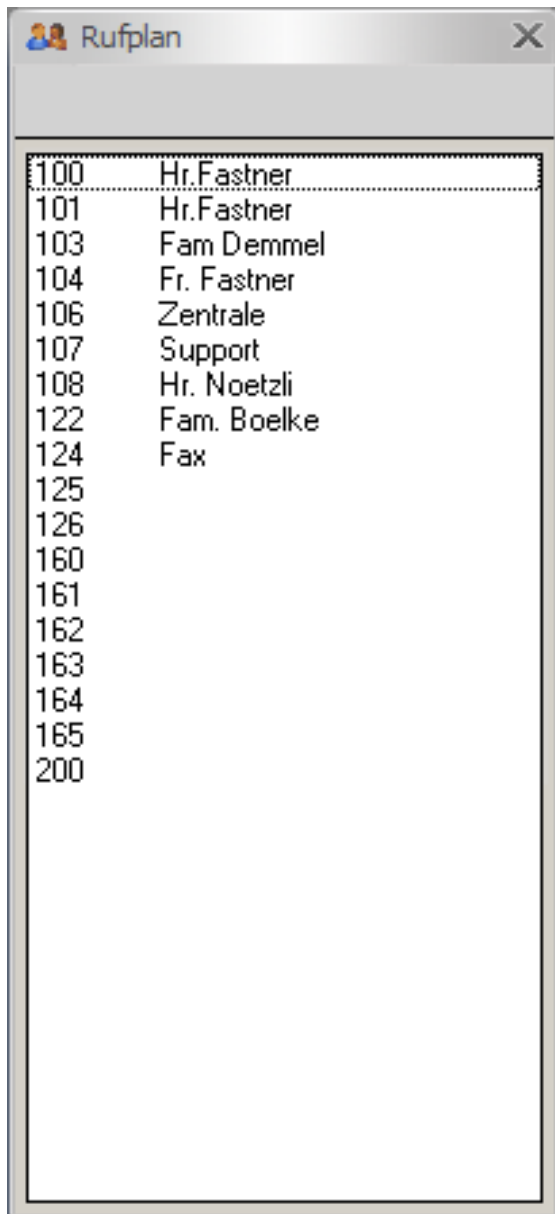 Rufplan
100 Hr.Fastner
101 Hr.Fastner
103 Fam Demmel
104 Fr. Fastner
106 Zentrale
107 Support
108 Hr. Noetzli
122 Fam. Boelke
124 Fax
125
126
160
161
162
163
164
165
200